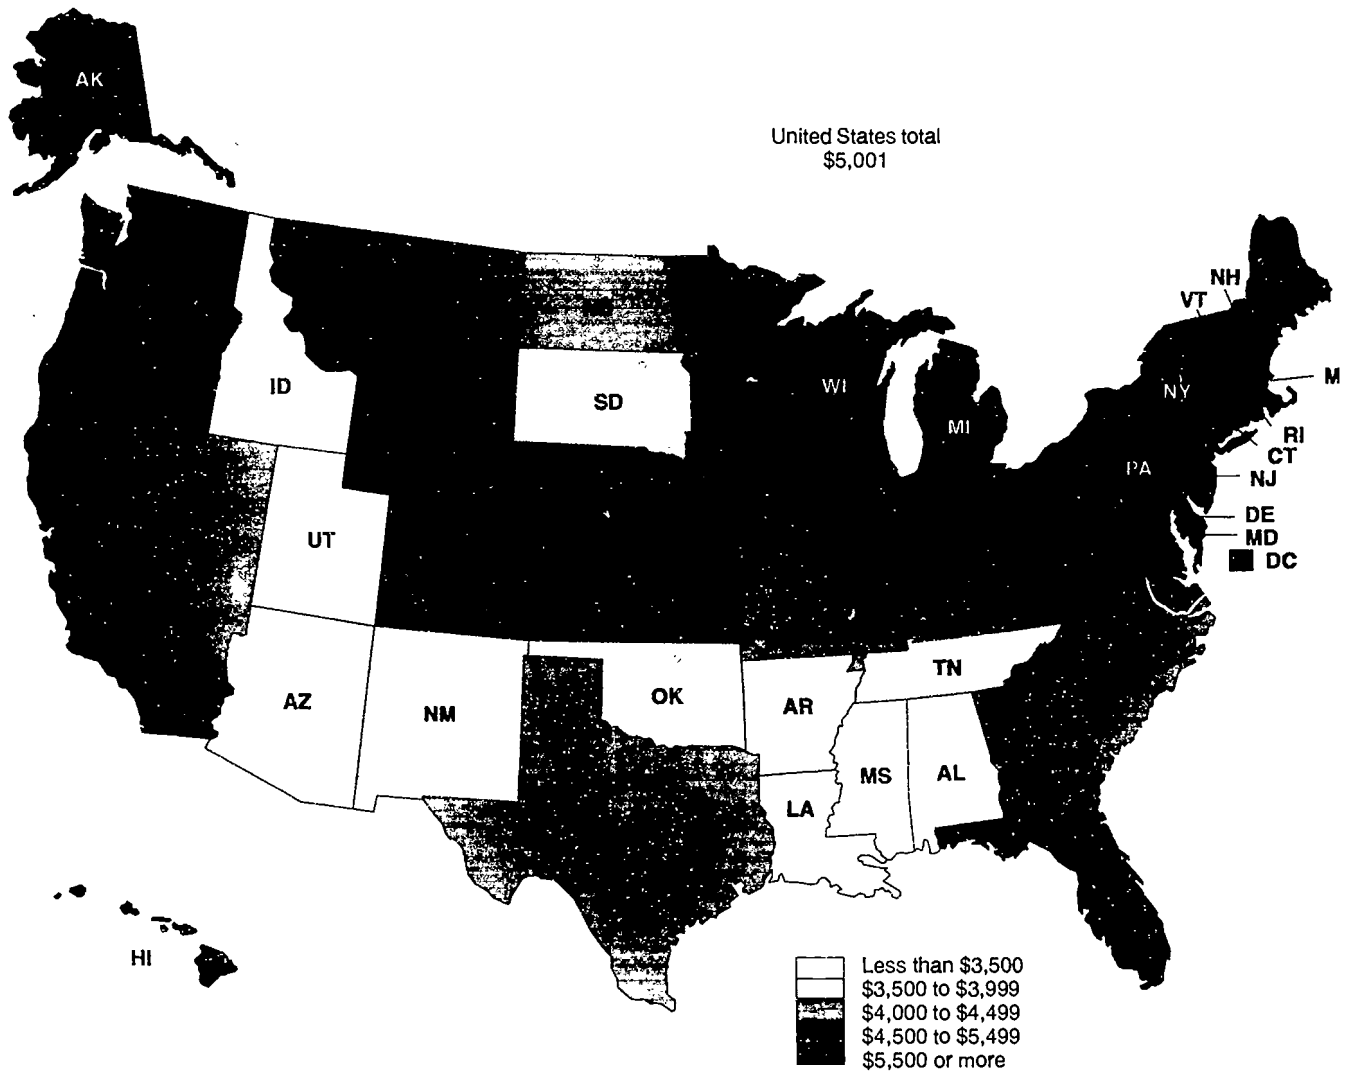 AK
United States total
$5,001
NH
VT
ID
SD
WI
MI
NY
M
RI
CT
PA
NJ
DE
MD
DC
UT
AZ
NM
OK
AR
TN
MS
AL
LA
HI
Less than $3,500
$3,500 to $3,999
$4,000 to $4,499
$4,500 to $5,499
$5,500 or more